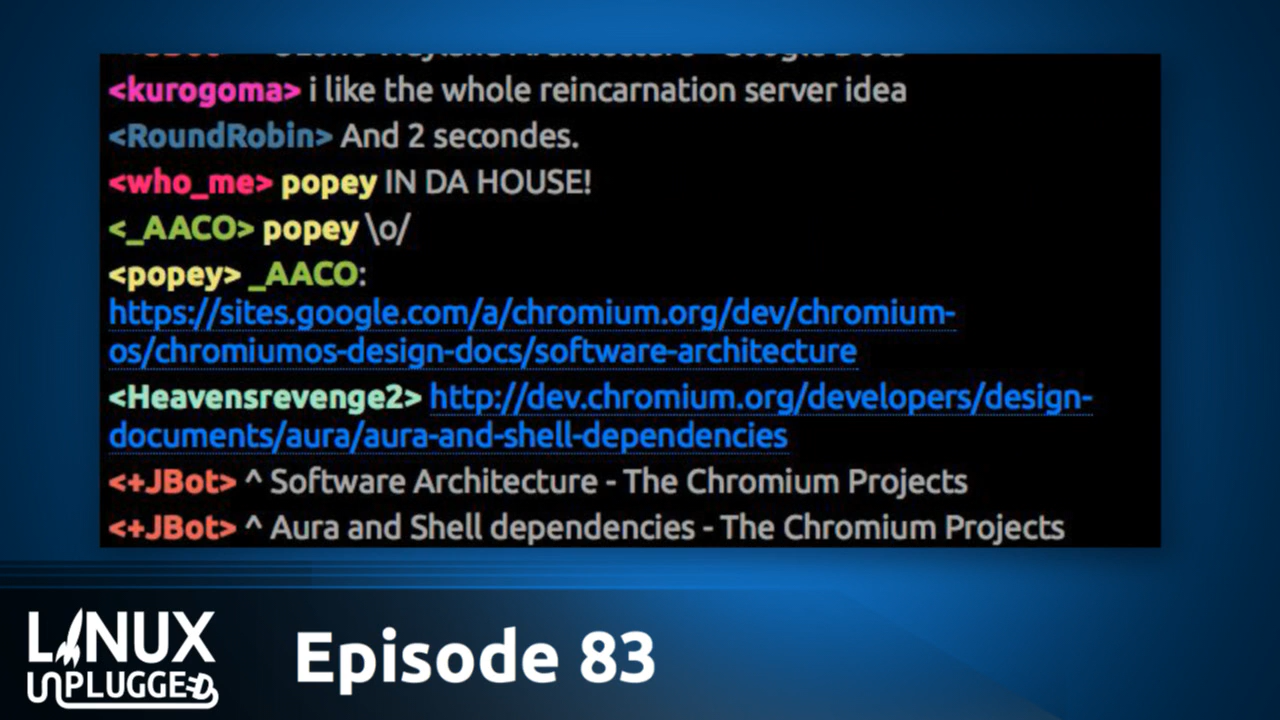 <kurogoma> i like the whole reincarnation server idea
<RoundRobin> And 2 secondes.
<who_me> popey IN DA HOUSE!
<_AACO> popey \o/
<popey> _AACO:
https://sites.google.com/a/chromium.org/dev/chromium-
os/chromiumos-design-docs/software-architecture
<Heavensrevenge2> http://dev.chromium.org/developers/design-
documents/aura/aura-and-shell-dependencies
<+JBot> ^ Software Architecture - The Chromium Projects
<+JBot> ^ Aura and Shell dependencies - The Chromium Projects
LINUX
UNPLUGGED
Episode 83